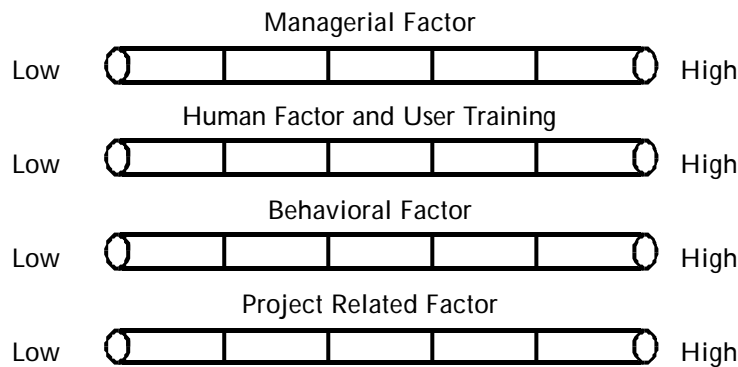 Managerial Factor
Low High
Human Factor and User Training
Low High
Behavioral Factor
Low High
Project Related Factor
Low High